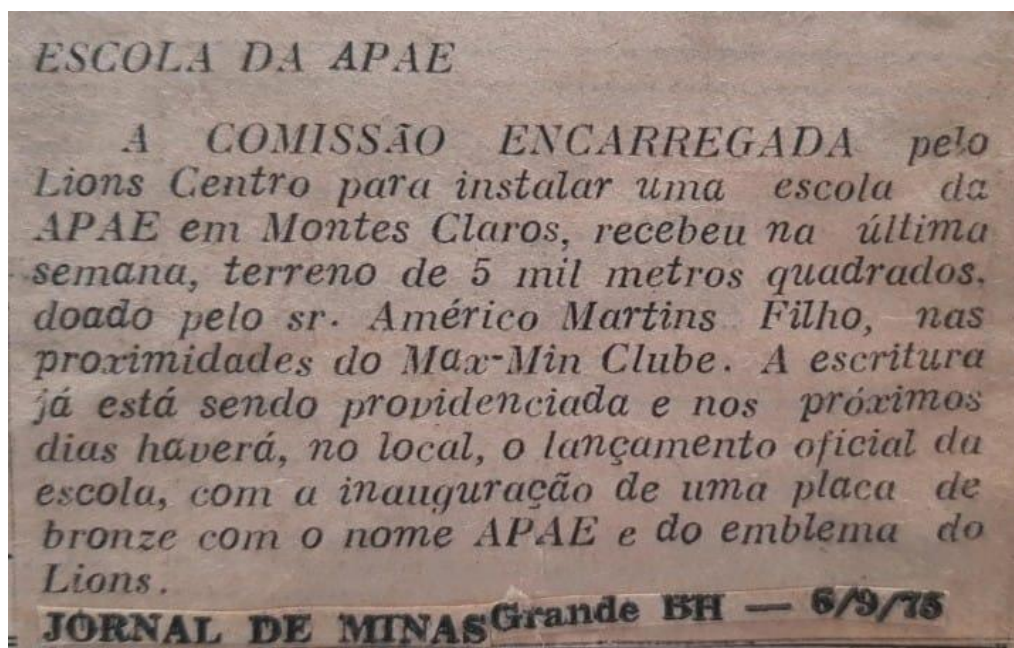 ESCOLA DA APAE
A COMISSÃO ENCARREGADA pelo
Lions Centro para instalar uma escola da
APAE em Montes Claros, recebeu na última
semana, terreno de 5 mil metros quadrados,
doado pelo sr. Américo Martins Filho, nas
proximidades do Max-Min Clube. A escritura
já está sendo providenciada e nos próximos
dias haverá, no local, o lançamento oficial da
escola, com a inauguração de uma placa de
bronze com o nome APAE e do emblema do
Lions.
JORNAL DE MINAS Grande BH — 6/9/75